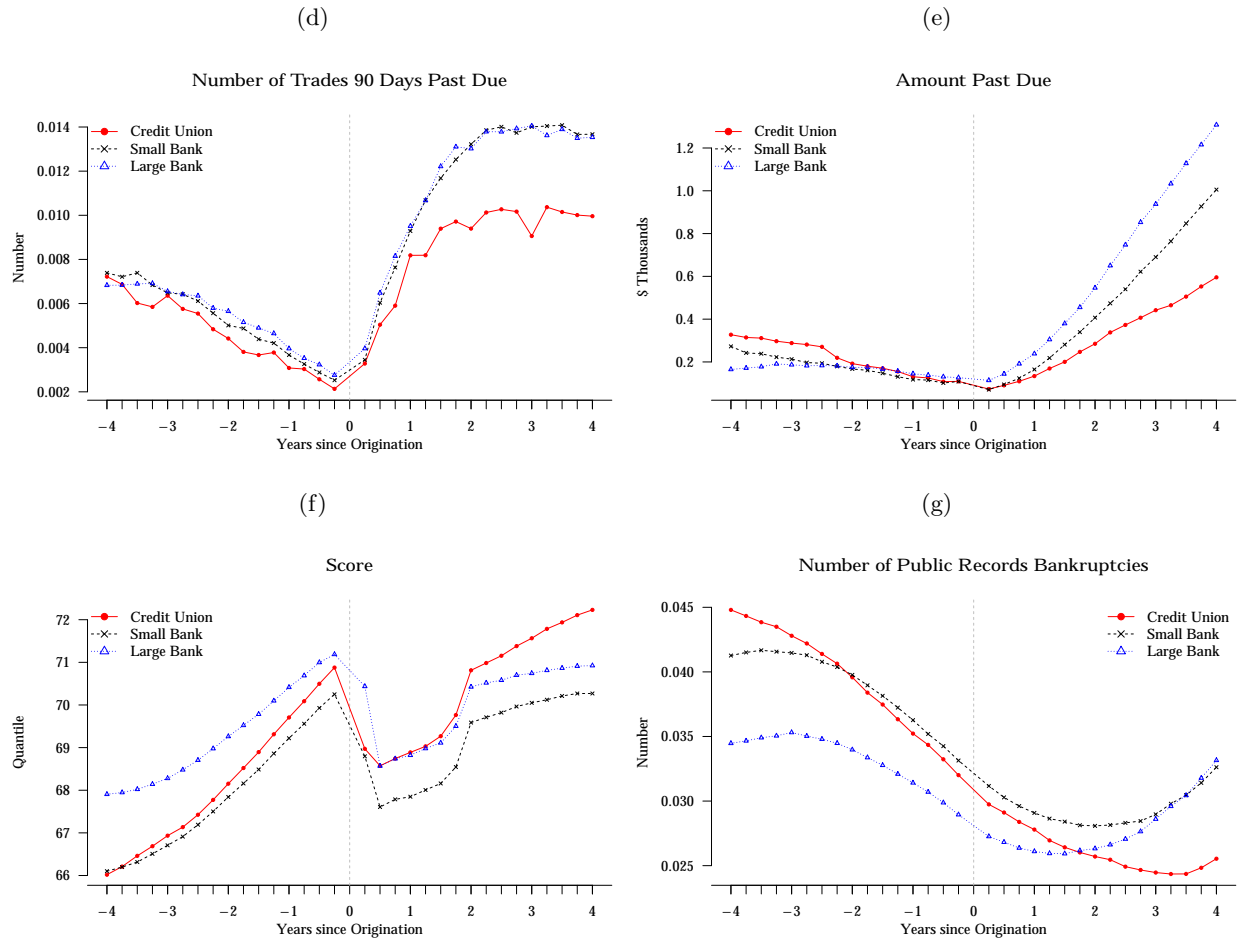 (d)
Number of Trades 90 Days Past Due
Credit Union
Small Bank
Large Bank
Number
0.014
0.012
0.010
0.008
0.006
0.004
0.002
−4 −3 −2 −1 0 1 2 3 4
Years since Origination
(e)
Amount Past Due
Credit Union
Small Bank
Large Bank
$ Thousands
1.2
1.0
0.8
0.6
0.4
0.2
−4 −3 −2 −1 0 1 2 3 4
Years since Origination
(f)
Score
Credit Union
Small Bank
Large Bank
Quantile
72
71
70
69
68
67
66
−4 −3 −2 −1 0 1 2 3 4
Years since Origination
(g)
Number of Public Records Bankruptcies
Credit Union
Small Bank
Large Bank
Number
0.045
0.040
0.035
0.030
0.025
−4 −3 −2 −1 0 1 2 3 4
Years since Origination